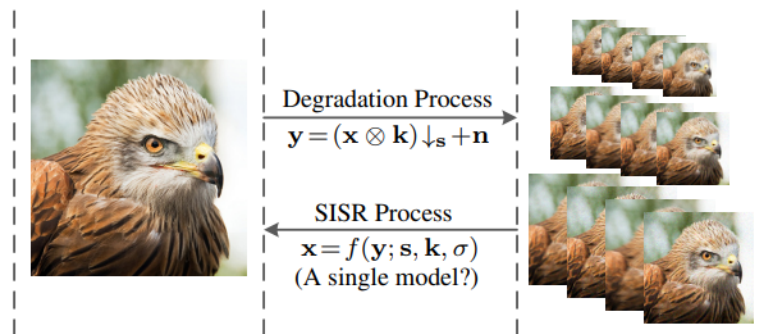 Degradation Process
y=(x ⊗ k)↓s+n
SISR Process
x=f(y; s, k, σ)
(A single model?)